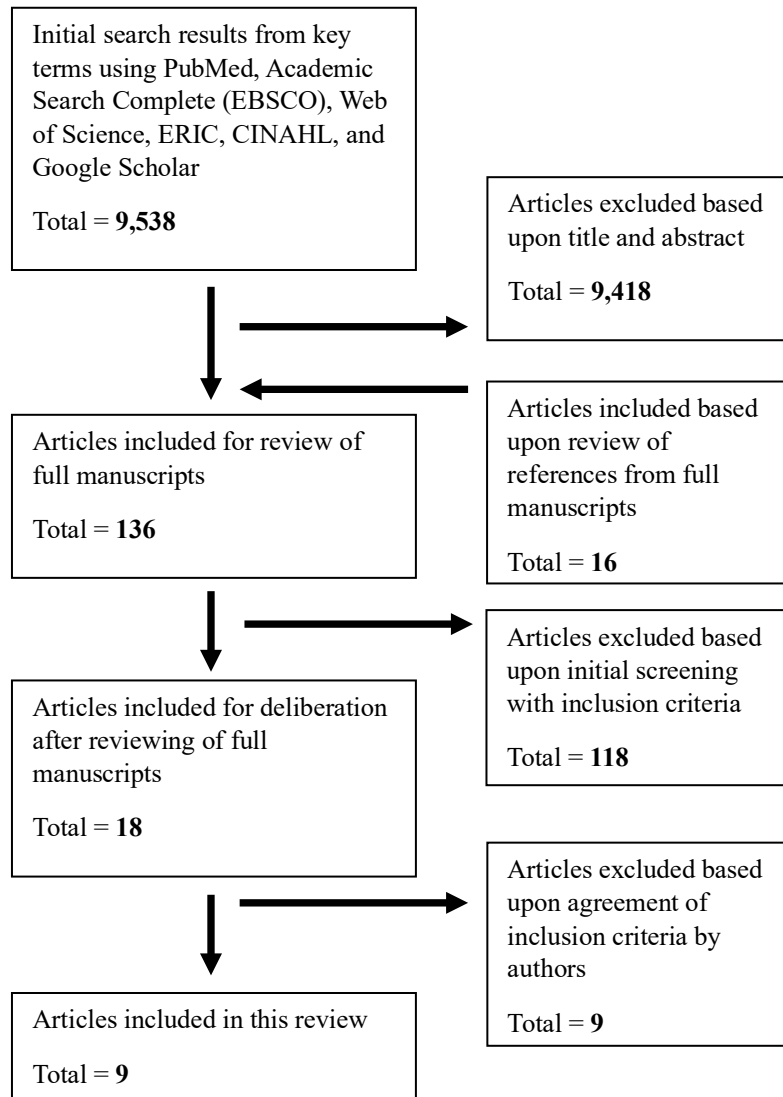 Initial search results from key
terms using PubMed, Academic
Search Complete (EBSCO), Web
of Science, ERIC, CINAHL, and
Google Scholar
Total = 9,538
Articles excluded based
upon title and abstract
Total = 9,418
Articles included based
upon review of
references from full
manuscripts
Total = 16
Articles included for review of
full manuscripts
Total = 136
Articles excluded based
upon initial screening
with inclusion criteria
Total = 118
Articles included for deliberation
after reviewing of full
manuscripts
Total = 18
Articles excluded based
upon agreement of
inclusion criteria by
authors
Total = 9
Articles included in this review
Total = 9